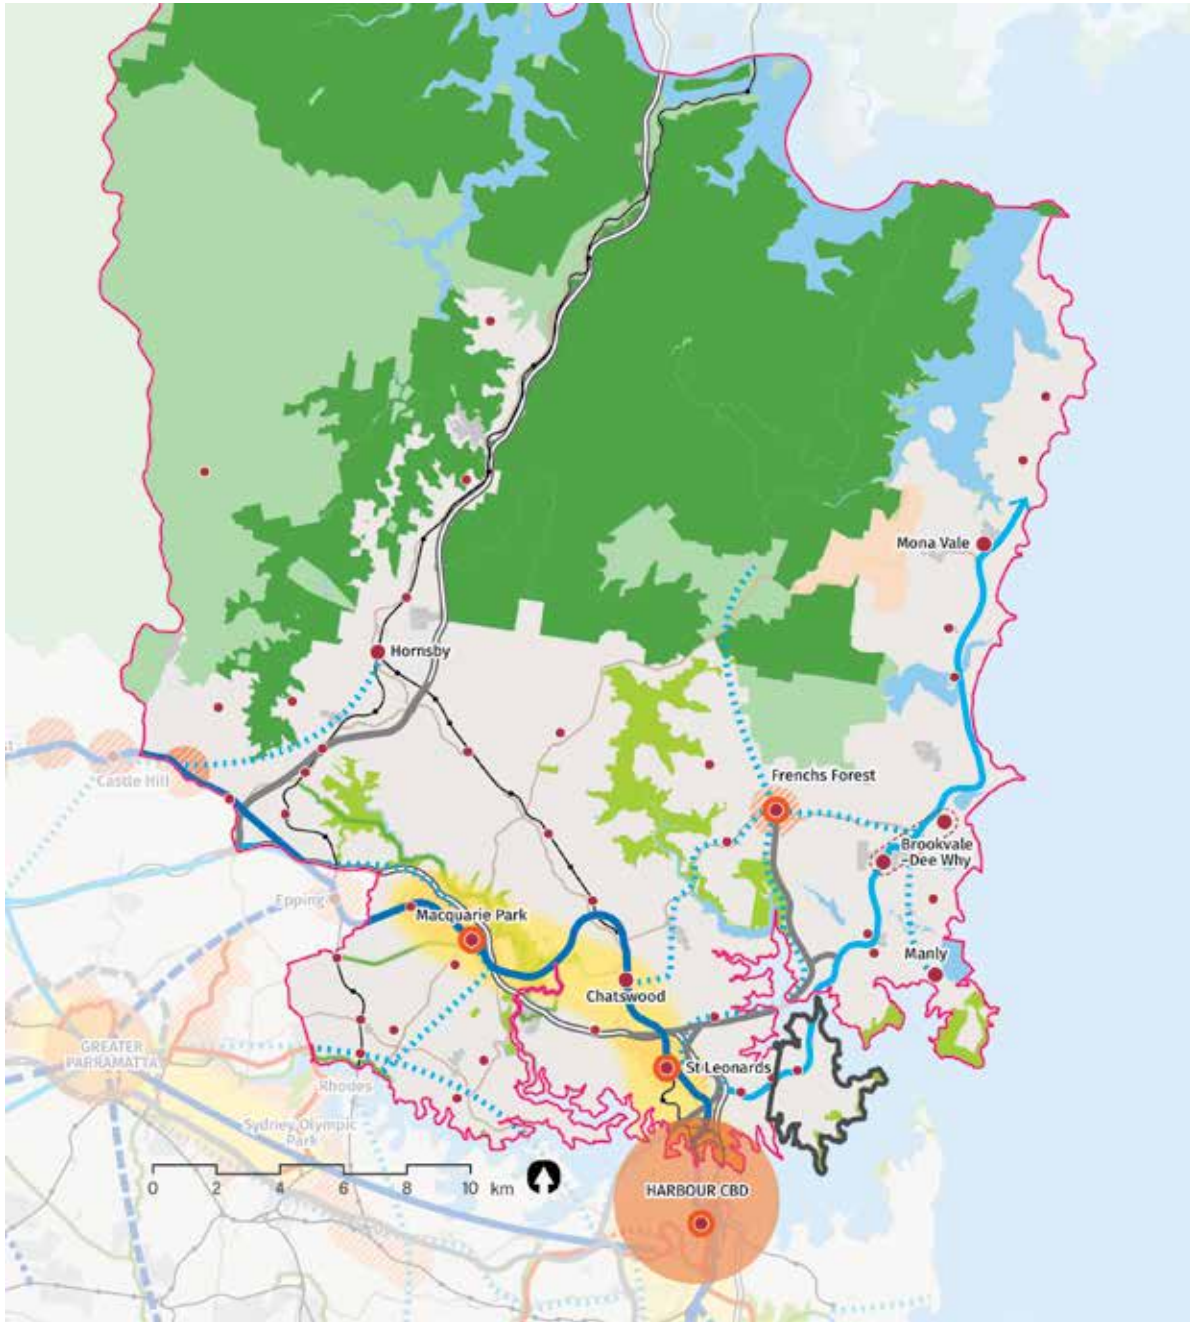 Mona Vale
Hornsby
Castle Hill
Frenchs Forest
Brookvale
–Dee Why
Epping
Macquarie Park
Manly
Chatswood
GREATER
PARRAMATTA
St Leonards
Rhodes
Sydney Olympic
Park
0 2 4 6 8 10 km
HARBOUR CBD